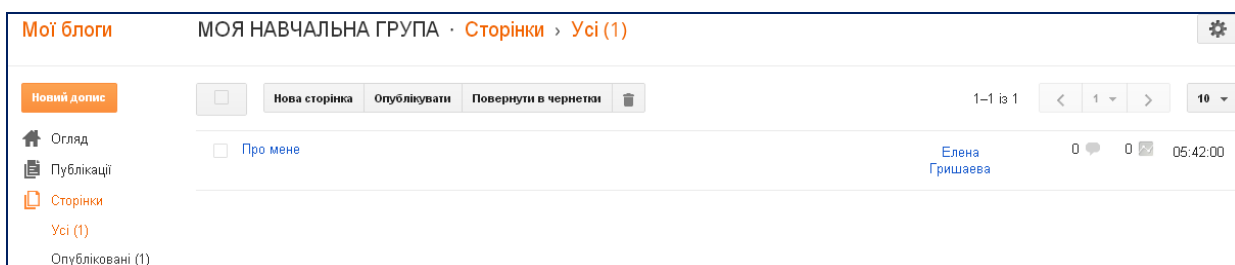 Мої блоги
МОЯ НАВЧАЛЬНА ГРУПА · Сторінки › Усі (1)
Новий допис
Нова сторінка Опублікувати Повернути в чернетки
1–1 із 1
1
10
Огляд
Про мене
Елена
Гришаева
0
0
05:42:00
Публікації
Сторінки
Усі (1)
Опубліковані (1)